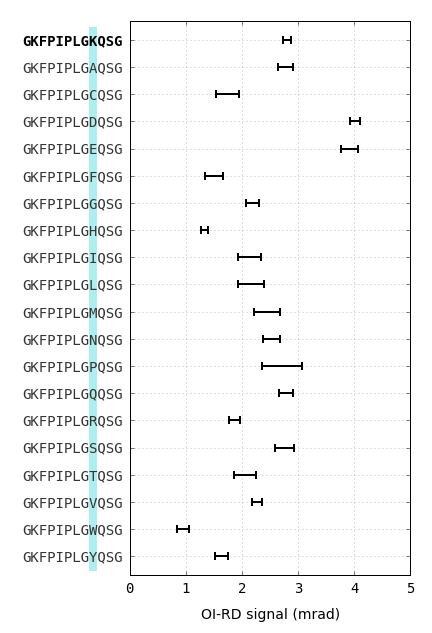 GKFPIPLGKQSG
GKFPIPLGAQSG
GKFPIPLGCQSG
GKFPIPLGDQSG
GKFPIPLGEQSG
GKFPIPLGFQSG
GKFPIPLGGQSG
GKFPIPLGHQSG
GKFPIPLGIQSG
GKFPIPLGLQSG
GKFPIPLGMQSG
GKFPIPLGNQSG
GKFPIPLGPQSG
GKFPIPLGQQSG
GKFPIPLGRQSG
GKFPIPLGSQSG
GKFPIPLGTQSG
GKFPIPLGVQSG
GKFPIPLGWQSG
GKFPIPLGYQSG
0 1 2 3 4 5
OI-RD signal (mrad)